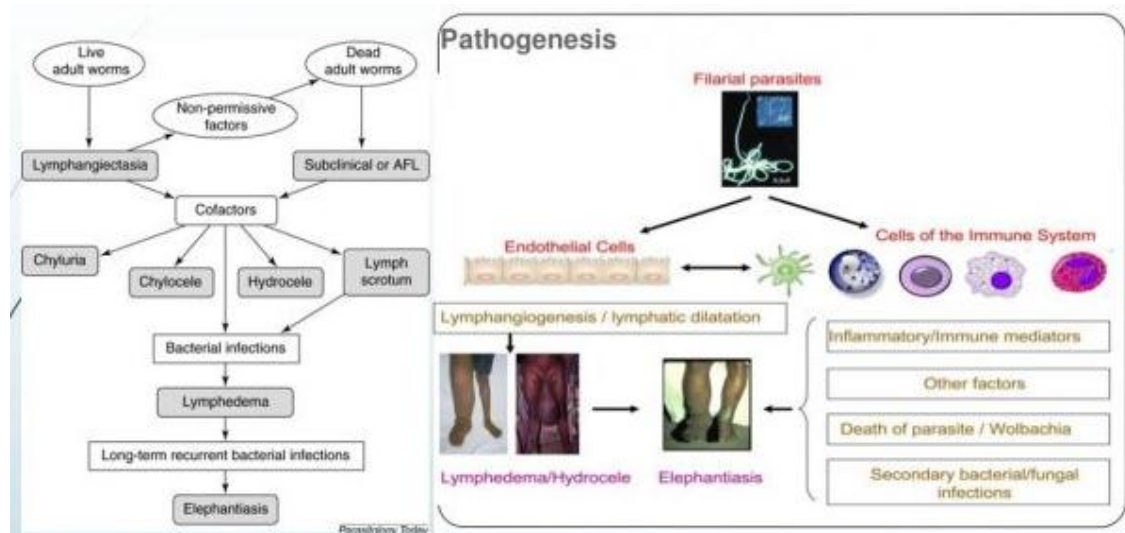 Live
adult worms
Dead
adult worms
Non-permissive
factors
Lymphangiectasia
Subclinical or AFL
Cofactors
Chyluria
Chylocele
Hydrocele
Lymph
scrotum
Bacterial infections
Lymphedema
Long-term recurrent bacterial infections
Elephantiasis
Parasitology Today
Pathogenesis
Filarial parasites
Endothelial Cells
Cells of the Immune System
Lymphangiogenesis / lymphatic dilatation
Inflammatory/Immune mediators
Other factors
Death of parasite / Wolbachia
Secondary bacterial/fungal
infections
Lymphedema/Hydrocele
Elephantiasis